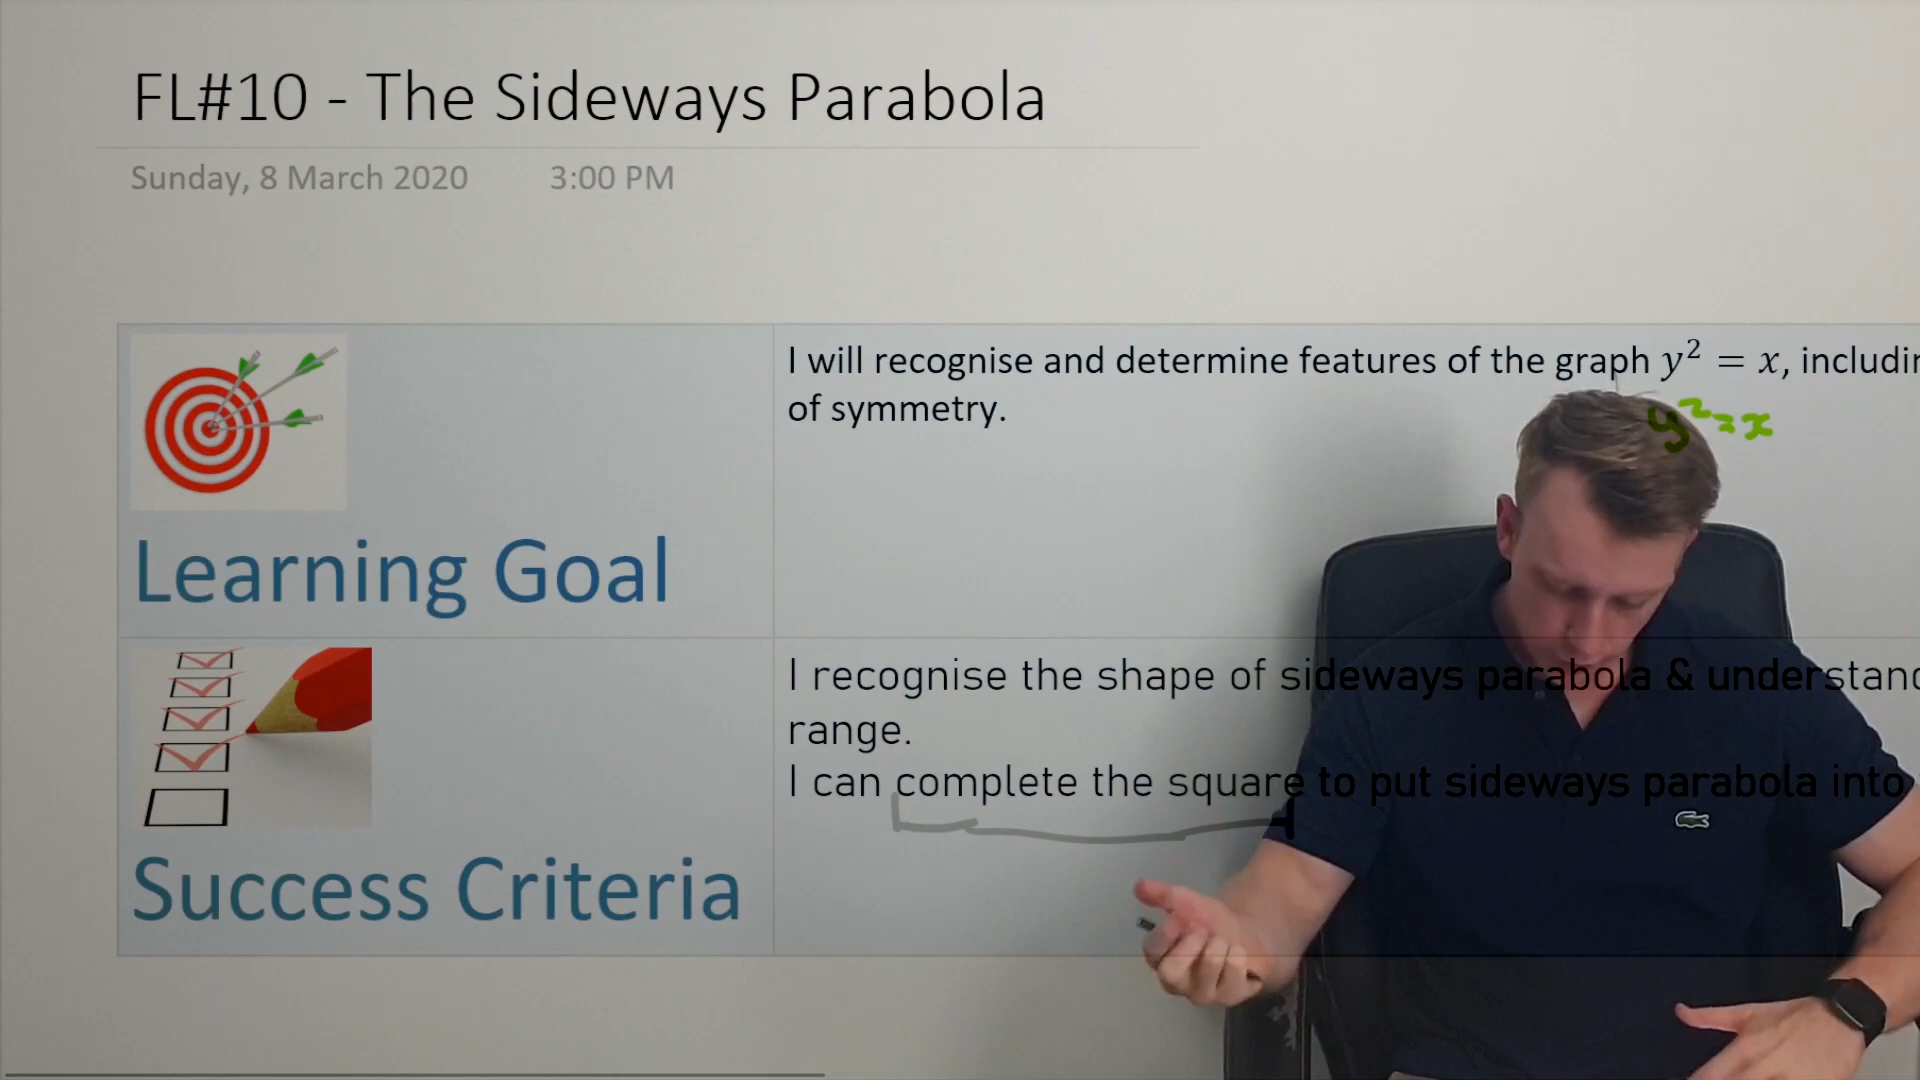 FL#10 - The Sideways Parabola
Sunday, 8 March 2020 3:00 PM
I will recognise and determine features of the graph y² = x,
of symmetry.
y²=x
Learning Goal
I recognise the shape of sideways parabola &
range.
I can complete the square to put sideways parabola into
Success Criteria